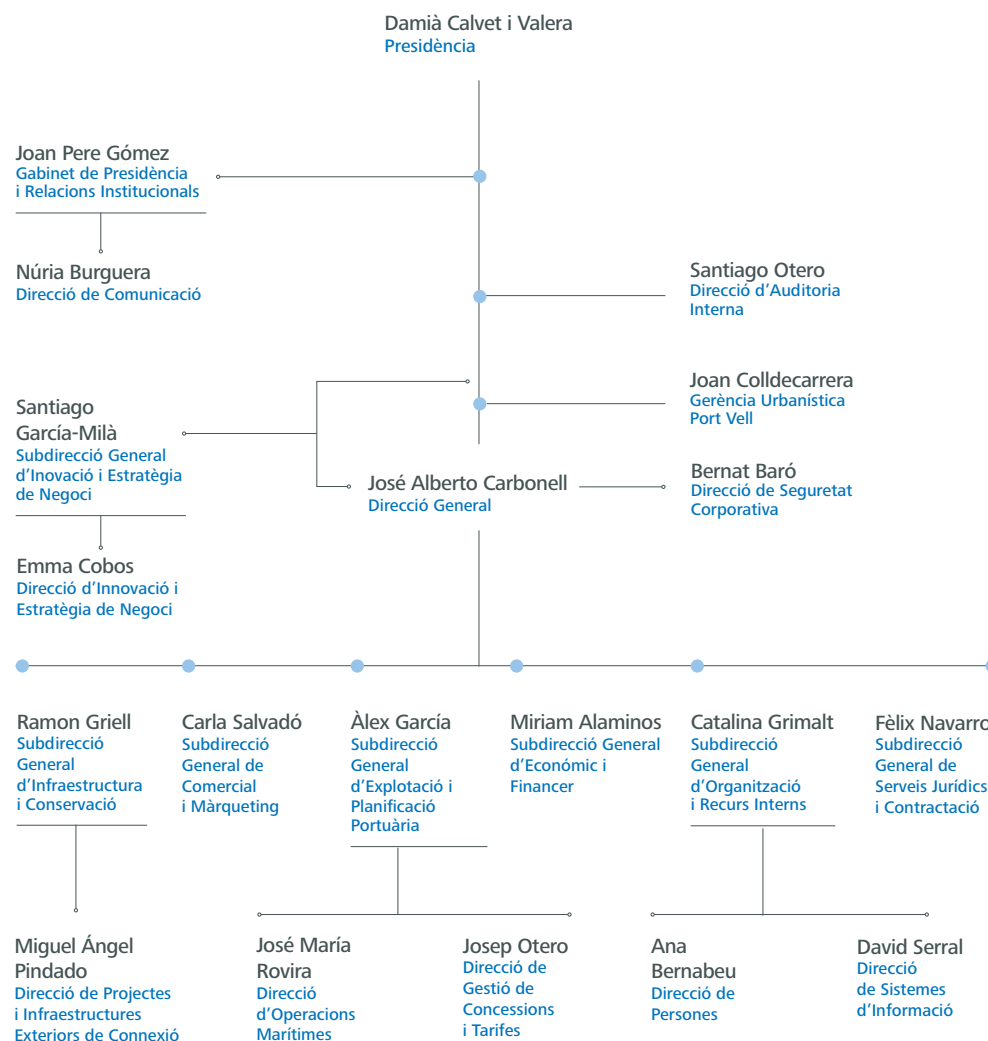 Damià Calvet i Valera
Presidència
Joan Pere Gómez
Gabinet de Presidència
i Relacions Institucionals
Núria Burguera
Direcció de Comunicació
Santiago Otero
Direcció d’Auditoria
Interna
Joan Colldecarrera
Gerència Urbanística
Port Vell
Santiago
García-Milà
Subdirecció General
d’Inovació i Estratègia
de Negoci
José Alberto Carbonell
Direcció General
Bernat Baró
Direcció de Seguretat
Corporativa
Emma Cobos
Direcció d’Innovació i
Estratègia de Negoci
Ramon Griell
Subdirecció
General
d’Infraestructura
i Conservació
Carla Salvadó
Subdirecció
General de
Comercial
i Màrqueting
Àlex García
Subdirecció
General
d’Explotació i
Planificació
Portuària
Miriam Alaminos
Subdirecció General
d’Económic i
Financer
Catalina Grimalt
Subdirecció
General
d’Organització
i Recurs Interns
Fèlix Navarro
Subdirecció
General de
Serveis Jurídics
i Contractació
Miguel Ángel
Pindado
Direcció de Projectes
i Infraestructures
Exteriors de Connexió
José María
Rovira
Direcció
d’Operacions
Marítimes
Josep Otero
Direcció de
Gestió de
Concessions
i Tarifes
Ana
Bernabeu
Direcció de
Persones
David Serral
Direcció
de Sistemes
d’Informació